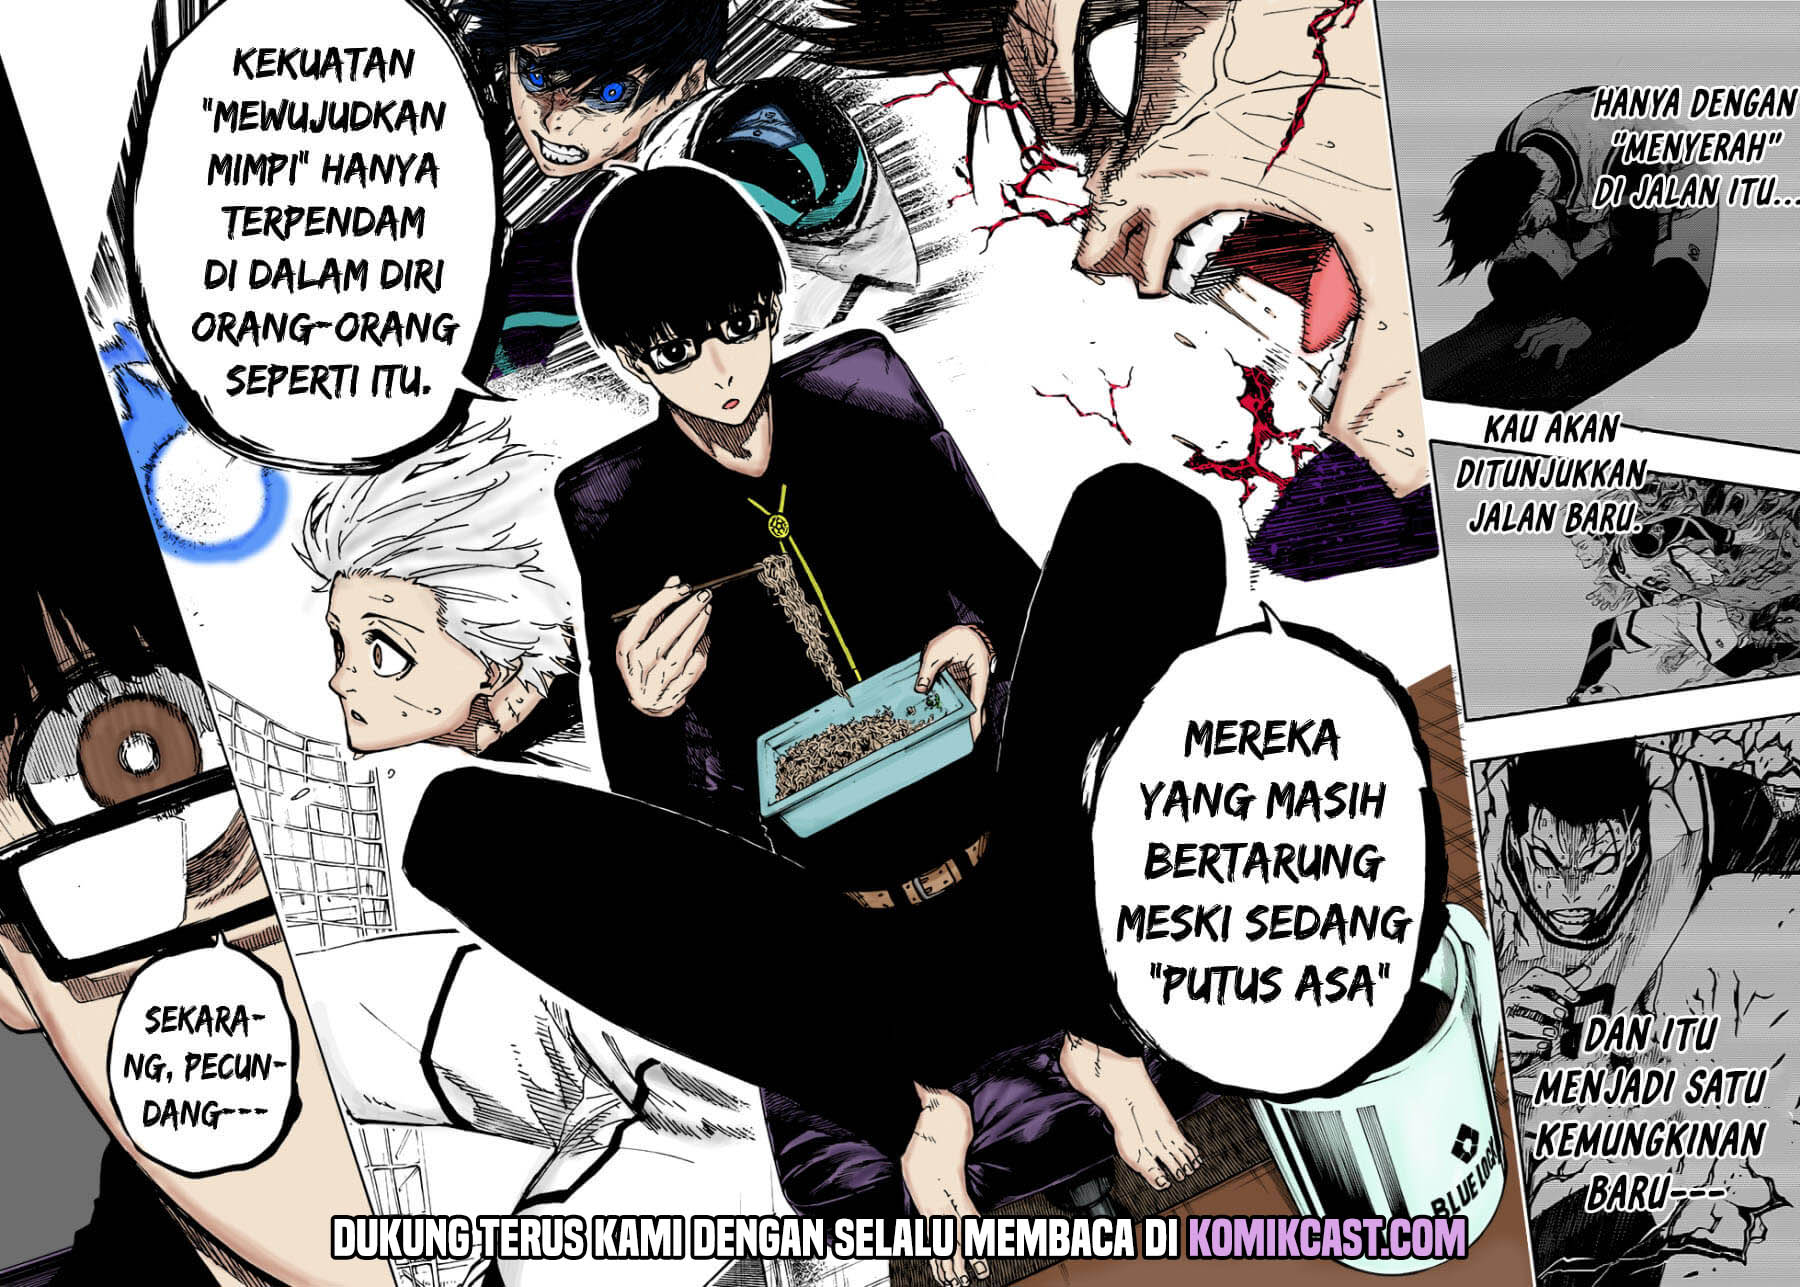 HANYA DENGAN
"MENYERAH"
DI JALAN ITU...
KAU AKAN
DITUNJUKKAN
JALAN BARU.
DAN ITU
MENJADI SATU
KEMUNGKINAN
BARU---
MEREKA
YANG MASIH
BERTARUNG
MESKI SEDANG
"PUTUS ASA"
KEKUATAN
"MEWUJUDKAN
MIMPI" HANYA
TERPENDAM
DI DALAM DIRI
ORANG-ORANG
SEPERTI ITU.
SEKARA-
NG, PECUN-
DANG---
BLUE LOCK
DUKUNG TERUS KAMI DENGAN SELALU MEMBACA DI KOMIKCAST.COM